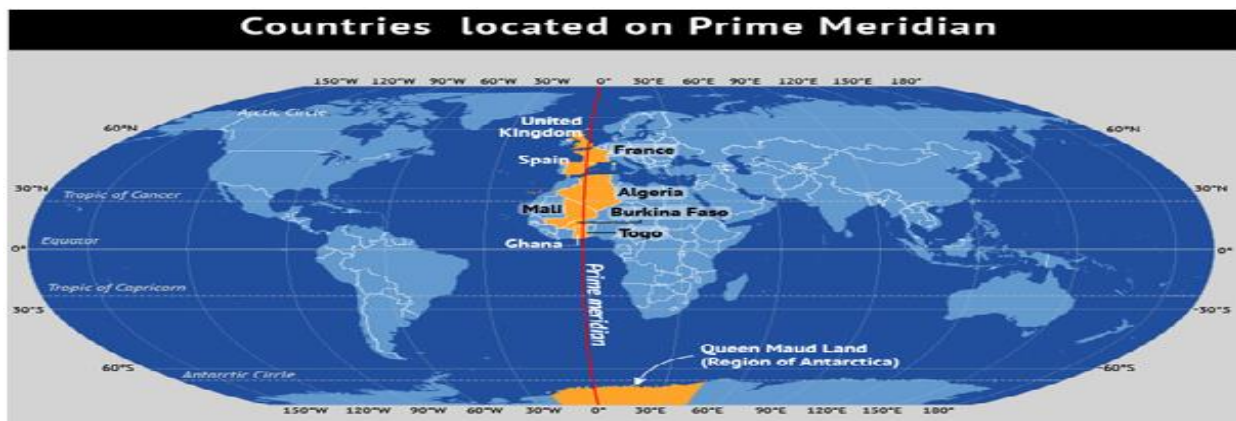 Countries located on Prime Meridian
150°W 120°W 90°W 60°W 30°W 0° 30°E 60°E 90°E 120°E 150°E 180°
Arctic Circle
60°N 60°N
United
Kingdom
France
Spain
30°N 30°N
Tropic of Cancer
Algeria
Mali
Burkina Faso
Togo
Equator
Ghana
0° 0°
Prime meridian
Tropic of Capricorn
30°S 30°S
Queen Maud Land
(Region of Antarctica)
60°S 60°S
Antarctic Circle
150°W 120°W 90°W 60°W 30°W 0° 30°E 60°E 90°E 120°E 150°E 180°